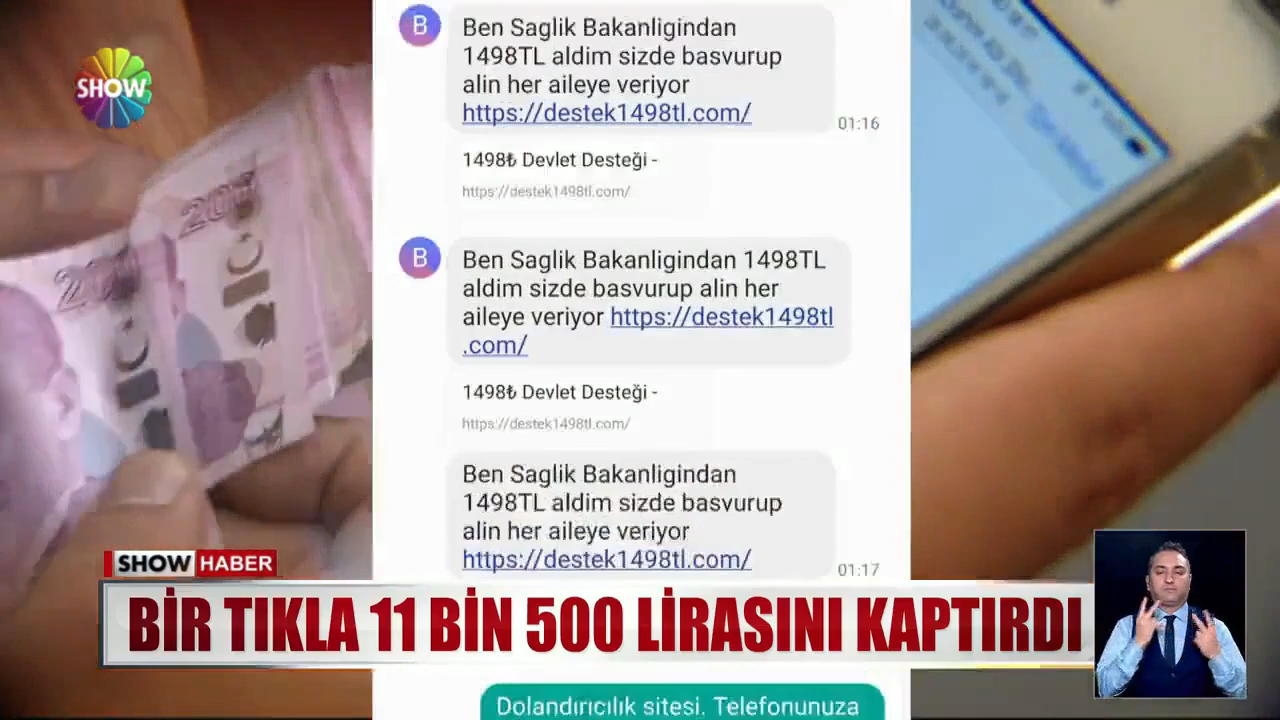 SHOW
B
Ben Saglik Bakanligindan
1498TL aldim sizde basvurup
alin her aileye veriyor
https://destek1498tl.com/
01:16
1498₺ Devlet Desteği -
https://destek1498tl.com/
B
Ben Saglik Bakanligindan 1498TL
aldim sizde basvurup alin her
aileye veriyor https://destek1498tl
.com/
1498₺ Devlet Desteği -
https://destek1498tl.com/
Ben Saglik Bakanligindan
1498TL aldim sizde basvurup
alin her aileye veriyor
https://destek1498tl.com/
01:17
SHOW HABER
BİR TIKLA 11 BİN 500 LİRASINI KAPTIRDI
Dolandırıcılık sitesi. Telefonunuza
200
200